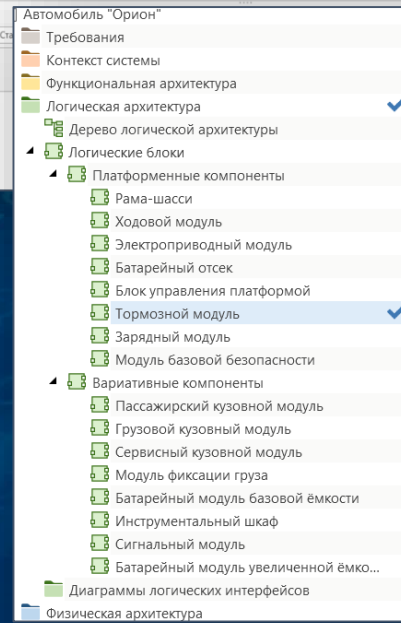 Автомобиль "Орион"
Требования
Ста
Контекст системы
Функциональная архитектура
Логическая архитектура
Дерево логической архитектуры
Логические блоки
Платформенные компоненты
Рама-шасси
Ходовой модуль
Электроприводный модуль
Батарейный отсек
Блок управления платформой
Тормозной модуль
Зарядный модуль
Модуль базовой безопасности
Вариативные компоненты
Пассажирский кузовной модуль
Грузовой кузовный модуль
Сервисный кузовной модуль
Модуль фиксации груза
Батарейный модуль базовой ёмкости
Инструментальный шкаф
Сигнальный модуль
Батарейный модуль увеличенной ёмко...
Диаграммы логических интерфейсов
Физическая архитектура